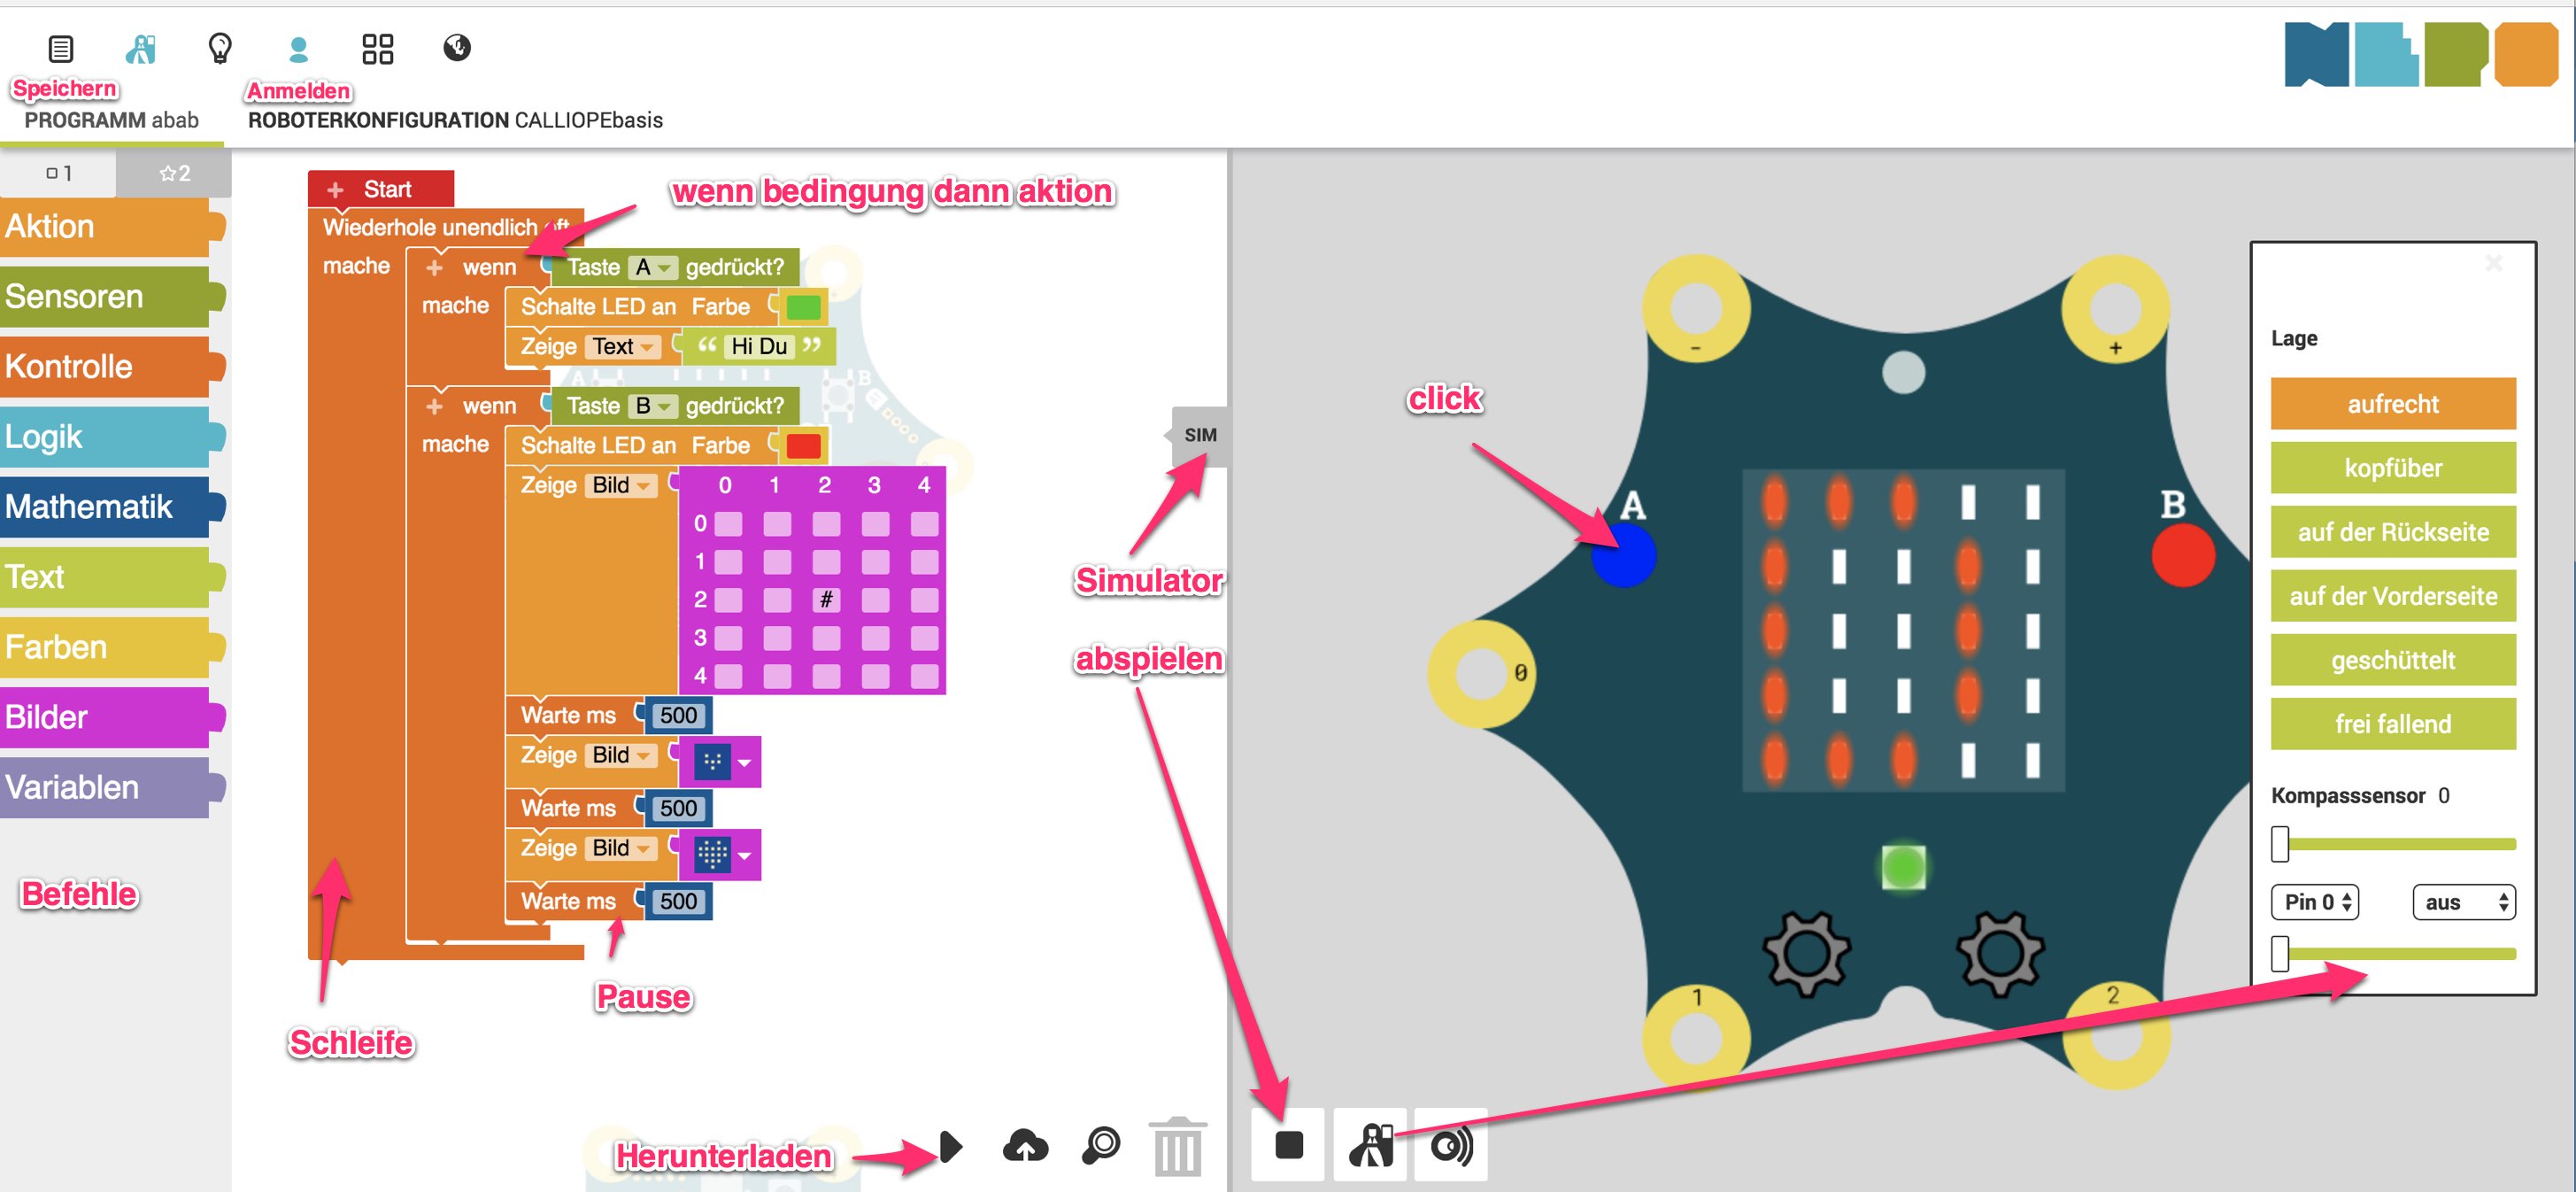 Speichern
Anmelden
PROGRAMM abab
ROBOTERKONFIGURATION CALLIOPEbasis
1
2
Aktion
Sensoren
Kontrolle
Logik
Mathematik
Text
Farben
Bilder
Variablen
Befehle
+ Start
wenn bedingung dann aktion
Wiederhole unendlich oft
mache
+ wenn Taste A gedrückt?
mache Schalte LED an Farbe
Zeige Text “ Hi Du ”
+ wenn Taste B gedrückt?
mache Schalte LED an Farbe
Zeige Bild 0 1 2 3 4
0
1
2 #
3
4
Warte ms 500
Zeige Bild
Warte ms 500
Zeige Bild
Warte ms 500
Pause
Schleife
Herunterladen
A B
SIM
Simulator
abspielen
click
- +
A B
0
1 2
Lage
aufrecht
kopfüber
auf der Rückseite
auf der Vorderseite
geschüttelt
frei fallend
Kompasssensor 0
Pin 0 aus